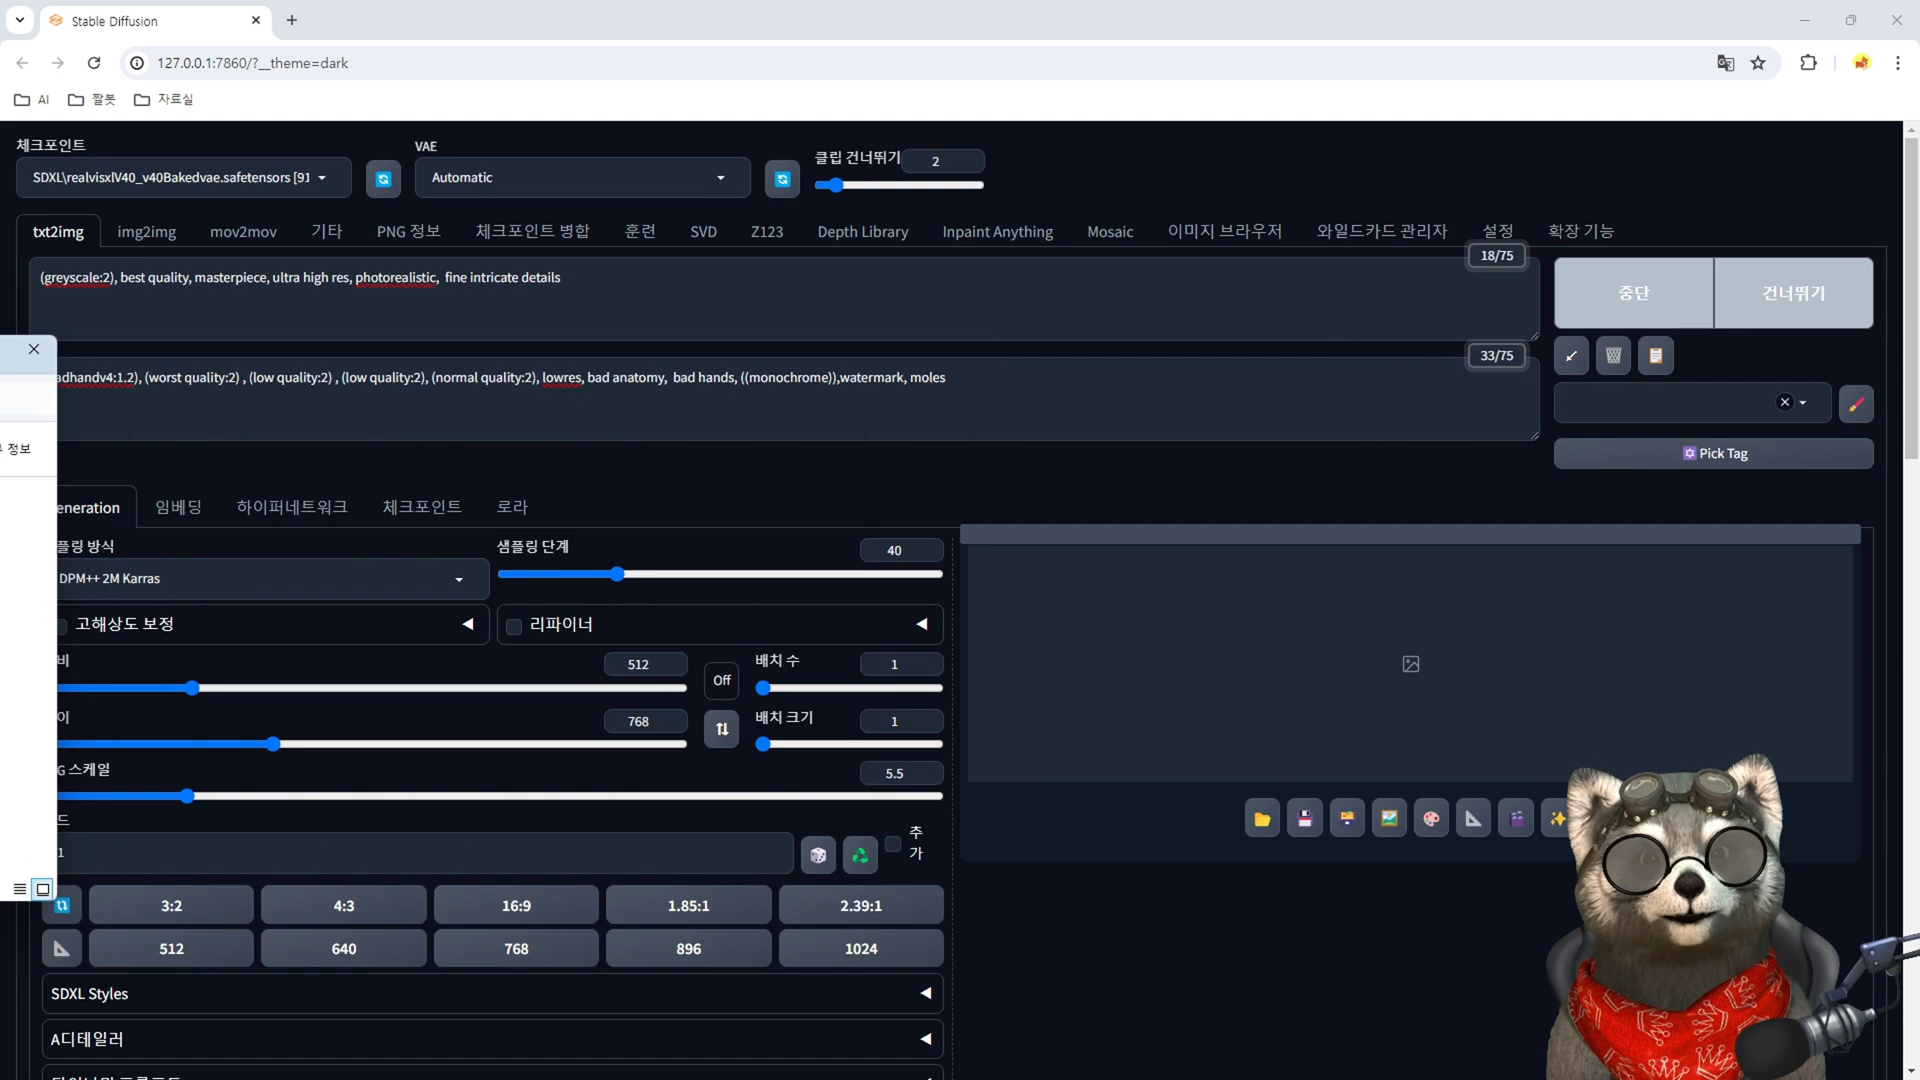 Stable Diffusion
127.0.0.1:7860/?__theme=dark
AI 짤봇 자료실
체크포인트
SDXL\realvisxlV40_v40Bakedvae.safetensors [91
VAE
Automatic
클립 건너뛰기 2
txt2img img2img mov2mov 기타 PNG 정보 체크포인트 병합 훈련 SVD Z123 Depth Library Inpaint Anything Mosaic 이미지 브라우저 와일드카드 관리자 설정 확장 기능
18/75
(greyscale:2), best quality, masterpiece, ultra high res, photorealistic, fine intricate details
중단 건너뛰기
33/75
adhandv4:1.2), (worst quality:2) , (low quality:2) , (low quality:2), (normal quality:2), lowres, bad anatomy, bad hands, ((monochrome)),watermark, moles
정보
Pick Tag
eneration 임베딩 하이퍼네트워크 체크포인트 로라
플링 방식
DPM++ 2M Karras
샘플링 단계 40
고해상도 보정
리파이너
비 512
Off
배치 수 1
이 768
배치 크기 1
G 스케일 5.5
드
1
추가
3:2 4:3 16:9 1.85:1 2.39:1
512 640 768 896 1024
SDXL Styles
A디테일러